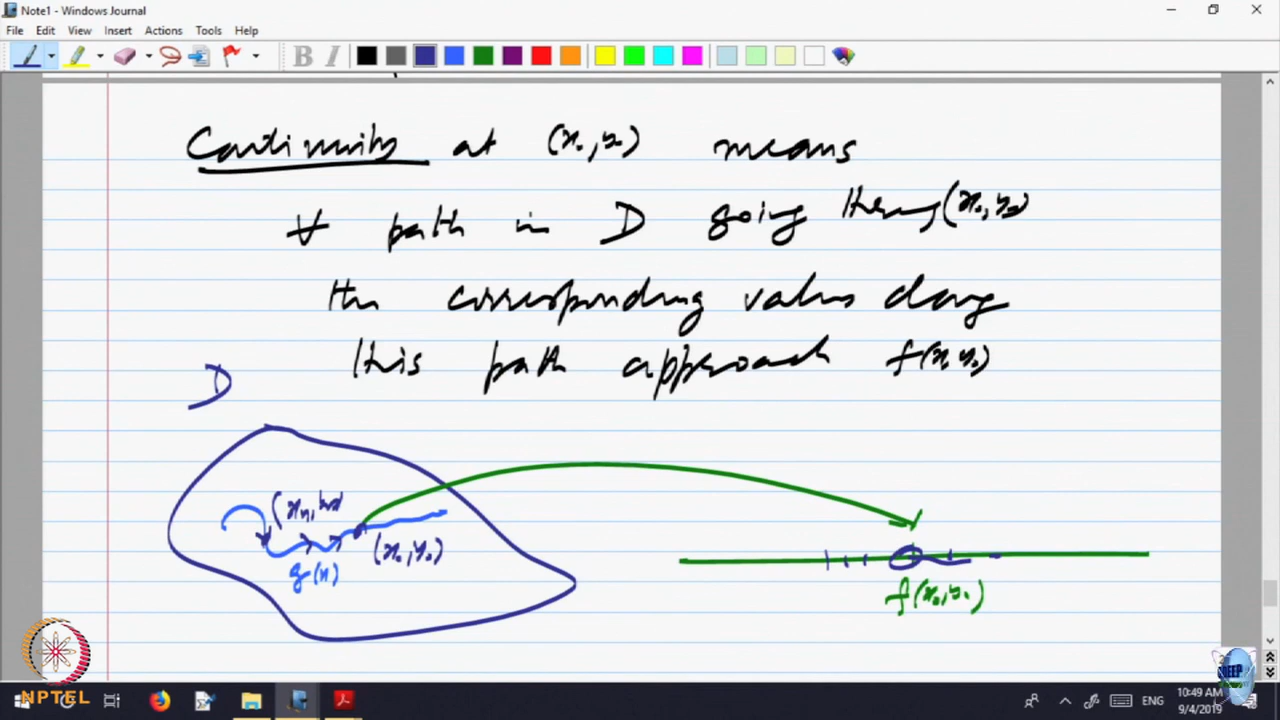 Note1 - Windows Journal
File Edit View Insert Actions Tools Help
B I
Continuity at (x₀,y₀) means
∀ path in D going through (x₀,y₀)
the corresponding values along
this path approach f(x₀,y₀)
D
(xn,
(x₀,y₀)
g(x)
f(x₀,y₀)
NPTEL
ENG
10:49 AM
9/4/2019